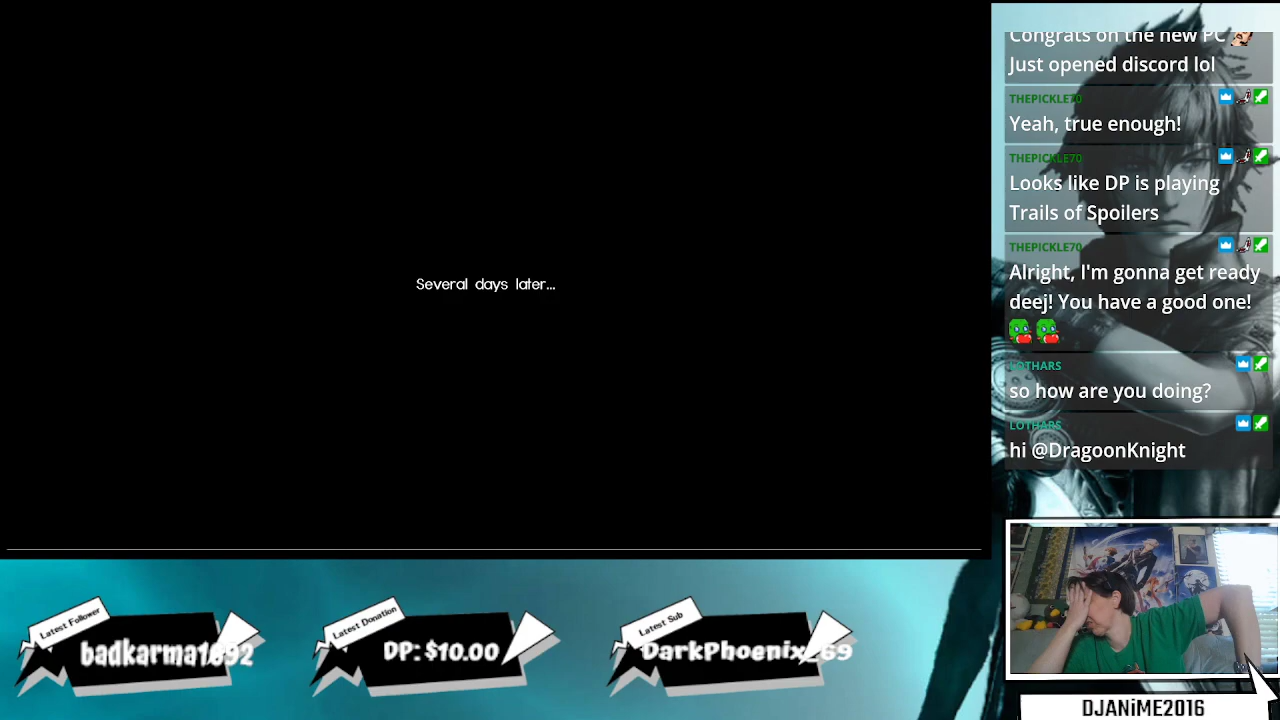 Several days later...
Congrats on the new PC
Just opened discord lol
THEPICKLE70
Yeah, true enough!
THEPICKLE70
Looks like DP is playing
Trails of Spoilers
THEPICKLE70
Alright, I'm gonna get ready
deej! You have a good one!
LOTHARS
so how are you doing?
LOTHARS
hi @DragoonKnight
Latest Follower
badkarma1692
Latest Donation
DP: $10.00
Latest Sub
DJANiME2016